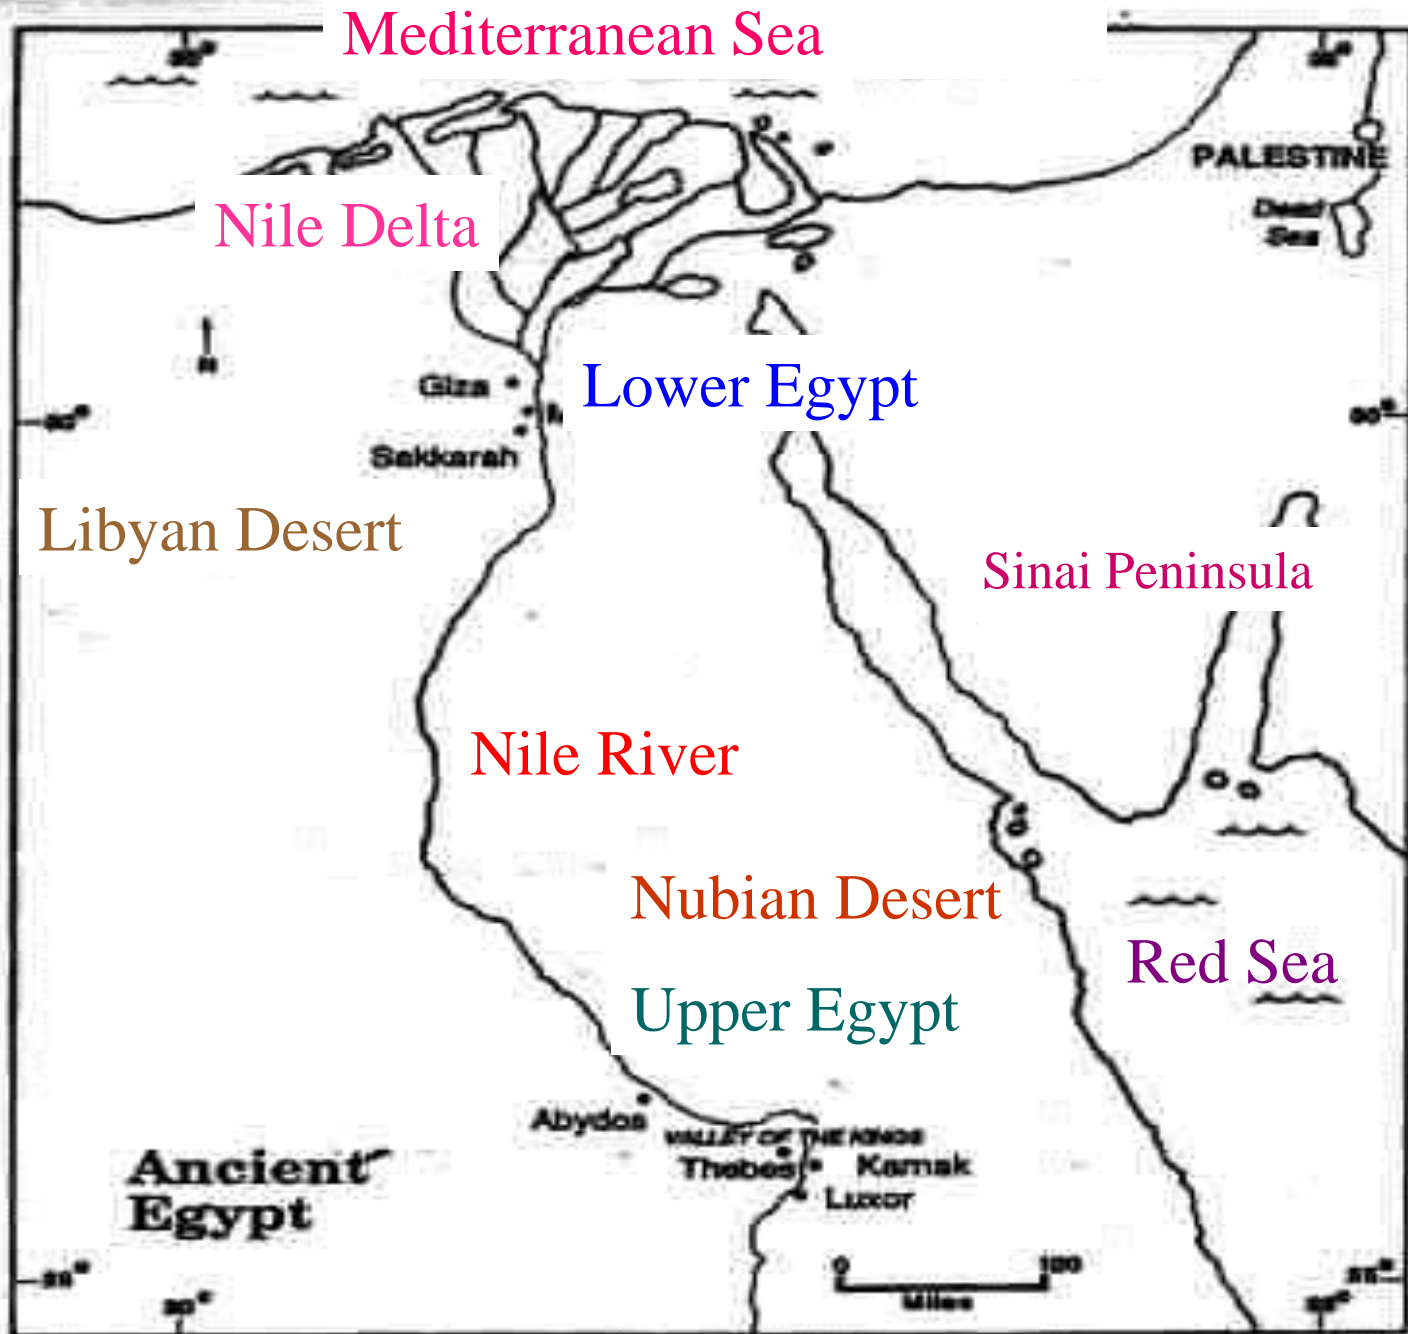 Mediterranean Sea
PALESTINE
Dead
Sea
Nile Delta
N
Giza
Lower Egypt
Sakkarah
Libyan Desert
Sinai Peninsula
Nile River
Nubian Desert
Red Sea
Upper Egypt
Abydos
VALLEY OF THE KINGS
Thebes
Karnak
Luxor
Ancient
Egypt
0 100
Miles
30°